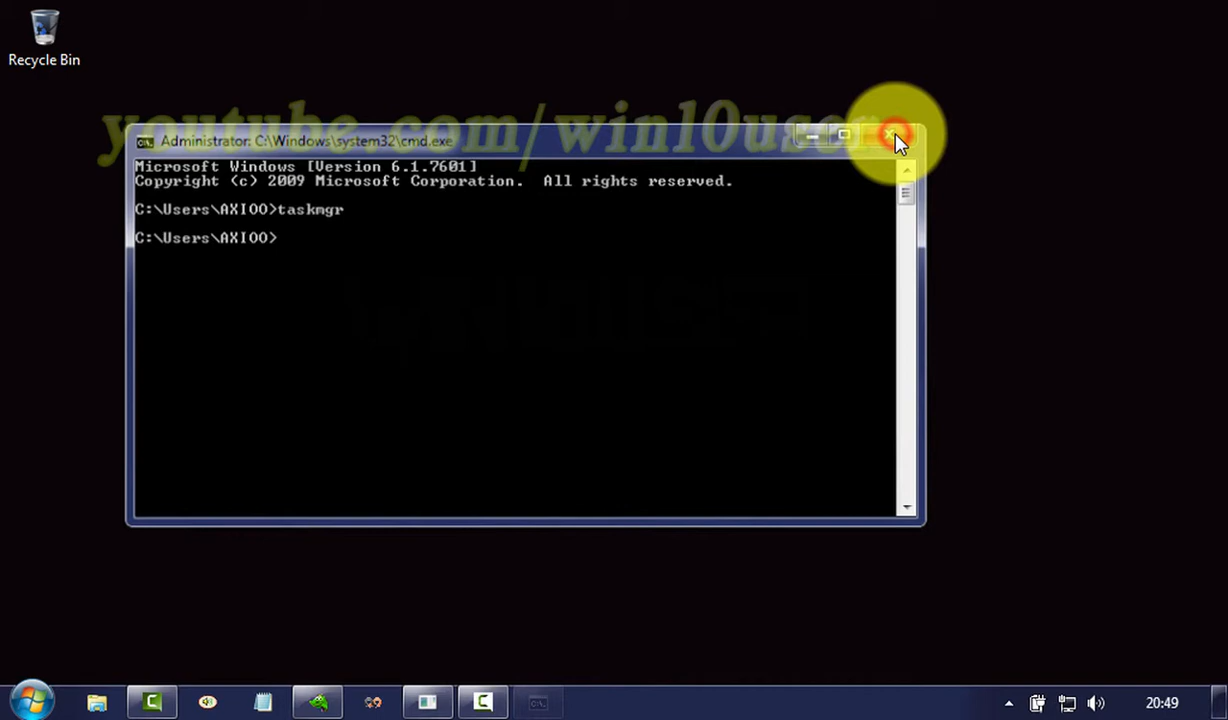 Recycle Bin
youtube.com/win10user
Administrator: C:\Windows\system32\cmd.exe
Microsoft Windows [Version 6.1.7601]
Copyright (c) 2009 Microsoft Corporation.  All rights reserved.
C:\Users\AXIOO>taskmgr
C:\Users\AXIOO>
20:49